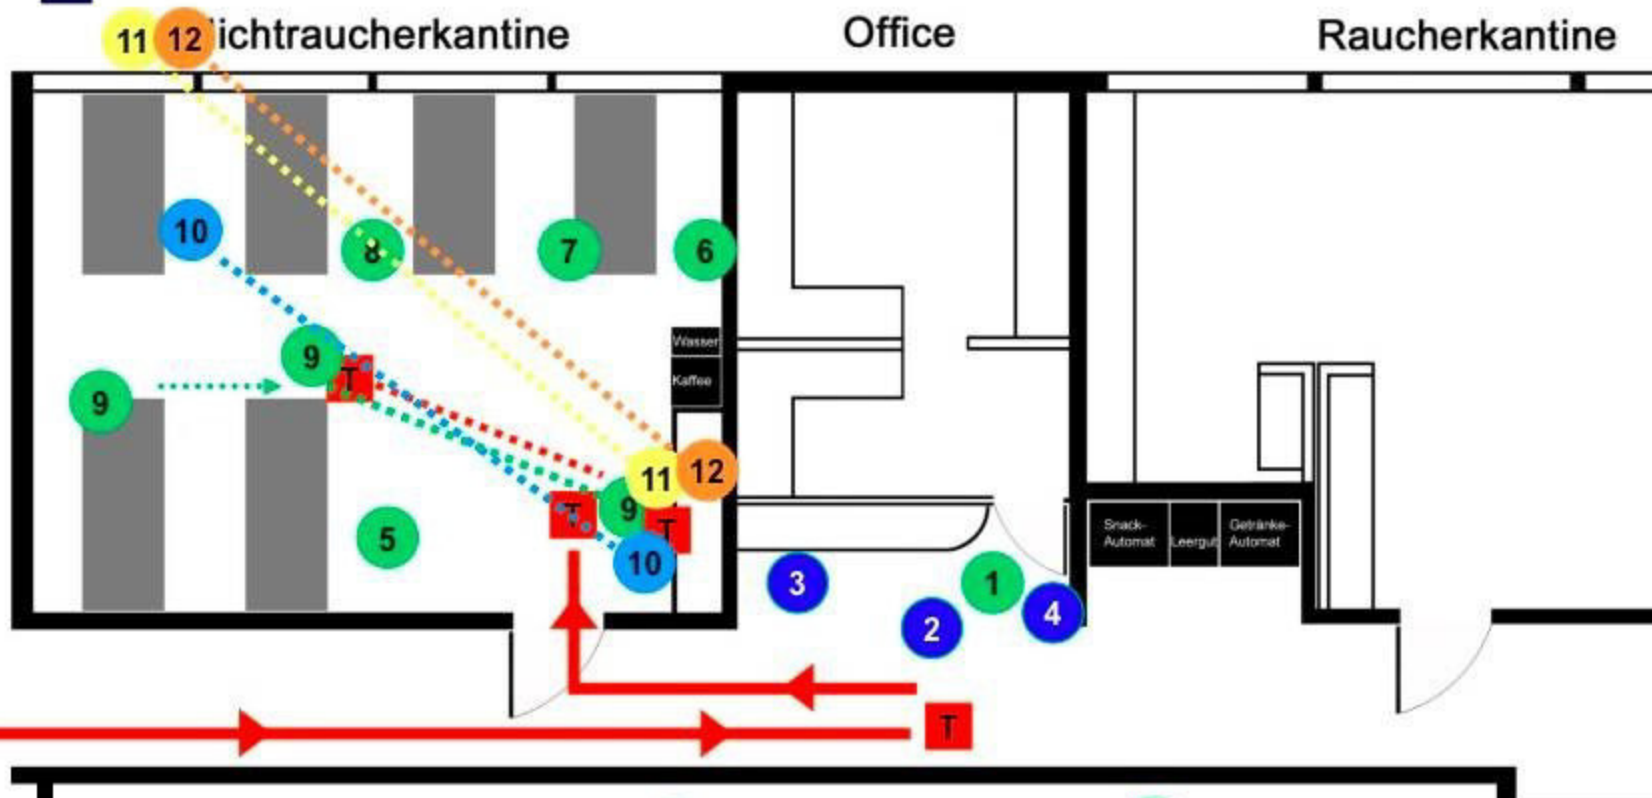 11
12
ichtraucherkantine
Office
Raucherkantine
10
8
7
6
Wasser
9
T
Kaffee
9
11
12
9
T
T
5
10
Snack-
Automat
Leergut
Getränke-
Automat
3
1
4
2
T